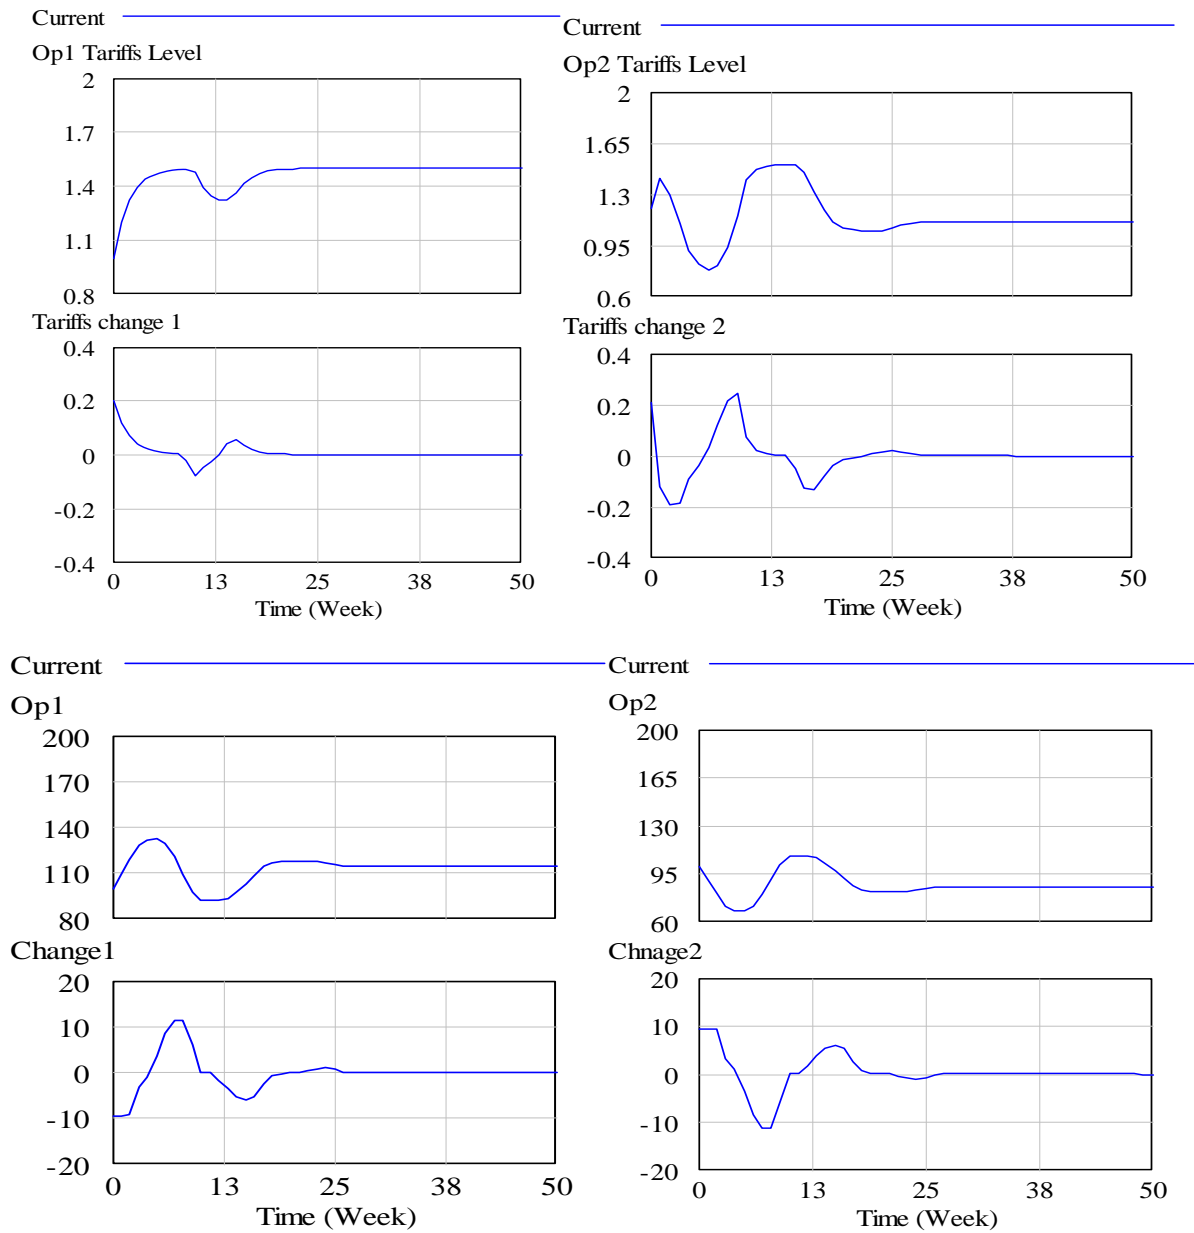 Current
Op1 Tariffs Level
2
1.7
1.4
1.1
0.8
Tariffs change 1
0.4
0.2
0
-0.2
-0.4
0 13 25 38 50
Time (Week)
Current
Op2 Tariffs Level
2
1.65
1.3
0.95
0.6
Tariffs change 2
0.4
0.2
0
-0.2
-0.4
0 13 25 38 50
Time (Week)
Current
Op1
200
170
140
110
80
Change1
20
10
0
-10
-20
0 13 25 38 50
Time (Week)
Current
Op2
200
165
130
95
60
Chnage2
20
10
0
-10
-20
0 13 25 38 50
Time (Week)